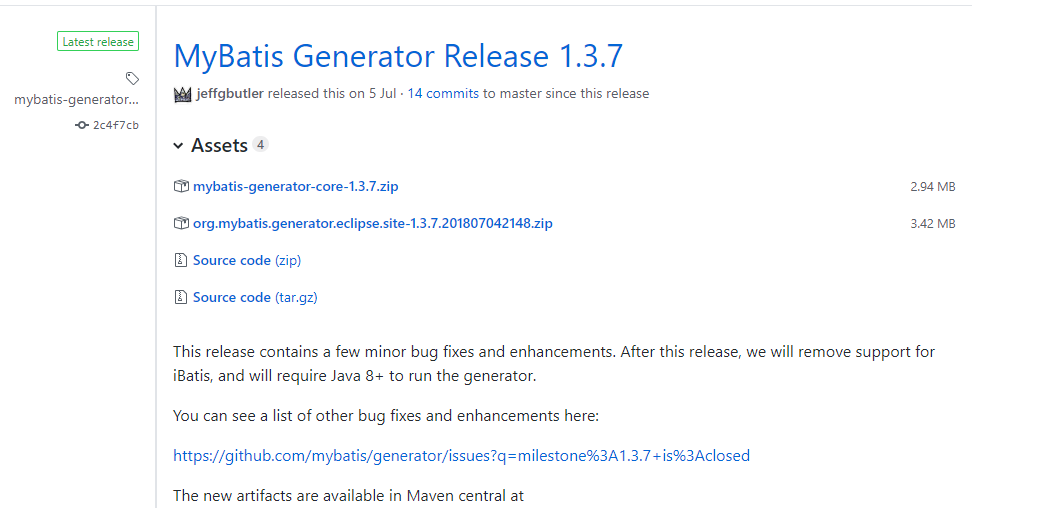 Latest release
mybatis-generator...
2c4f7cb
MyBatis Generator Release 1.3.7
jeffgbutler released this on 5 Jul · 14 commits to master since this release
Assets 4
mybatis-generator-core-1.3.7.zip 2.94 MB
org.mybatis.generator.eclipse.site-1.3.7.201807042148.zip 3.42 MB
Source code (zip)
Source code (tar.gz)
This release contains a few minor bug fixes and enhancements. After this release, we will remove support for
iBatis, and will require Java 8+ to run the generator.
You can see a list of other bug fixes and enhancements here:
https://github.com/mybatis/generator/issues?q=milestone%3A1.3.7+is%3Aclosed
The new artifacts are available in Maven central at